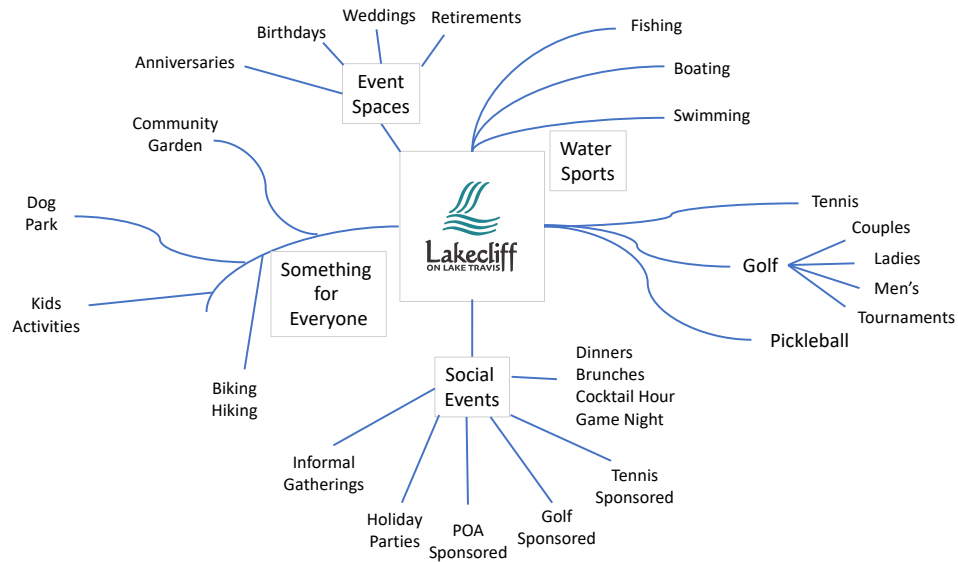 Weddings
Retirements
Birthdays
Anniversaries
Event
Spaces
Fishing
Boating
Swimming
Water
Sports
Community
Garden
Dog
Park
Kids
Activities
Biking
Hiking
Something
for
Everyone
Lakecliff
ON LAKE TRAVIS
Tennis
Golf
Couples
Ladies
Men's
Tournaments
Pickleball
Social
Events
Dinners
Brunches
Cocktail Hour
Game Night
Informal
Gatherings
Holiday
Parties
POA
Sponsored
Golf
Sponsored
Tennis
Sponsored